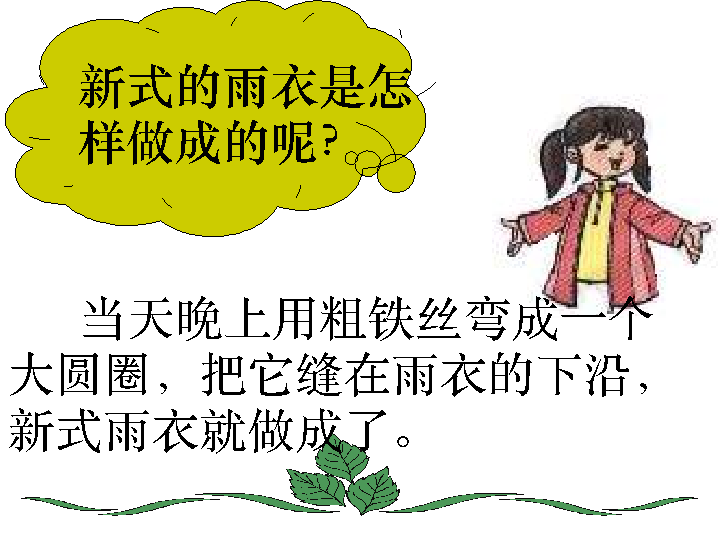 新式的雨衣是怎
样做成的呢?
当天晚上用粗铁丝弯成一个
大圆圈，把它缝在雨衣的下沿，
新式雨衣就做成了。